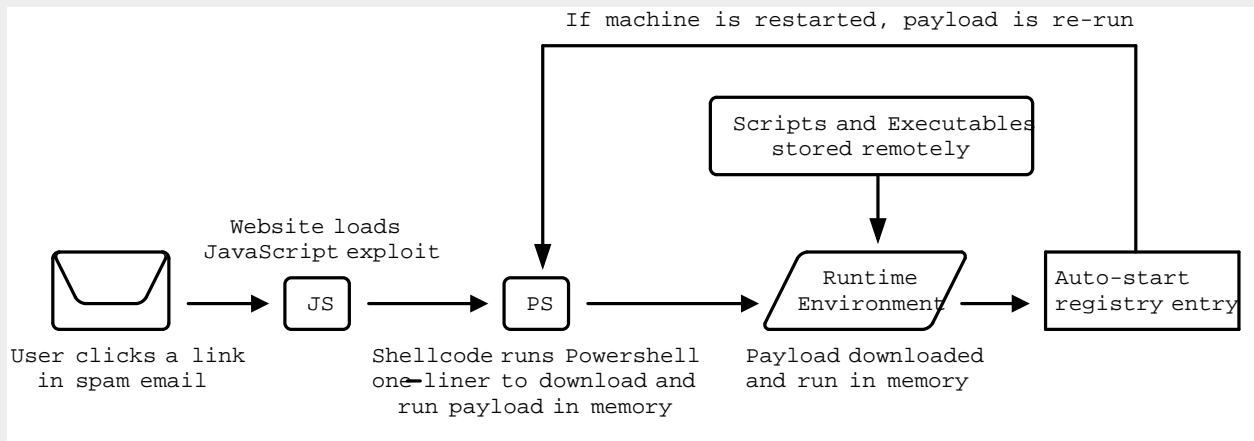 If machine is restarted, payload is re-run
Scripts and Executables
stored remotely
Website loads
JavaScript exploit
JS
PS
Runtime
Environment
Auto-start
registry entry
User clicks a link
in spam email
Shellcode runs Powershell
one-liner to download and
run payload in memory
Payload downloaded
and run in memory